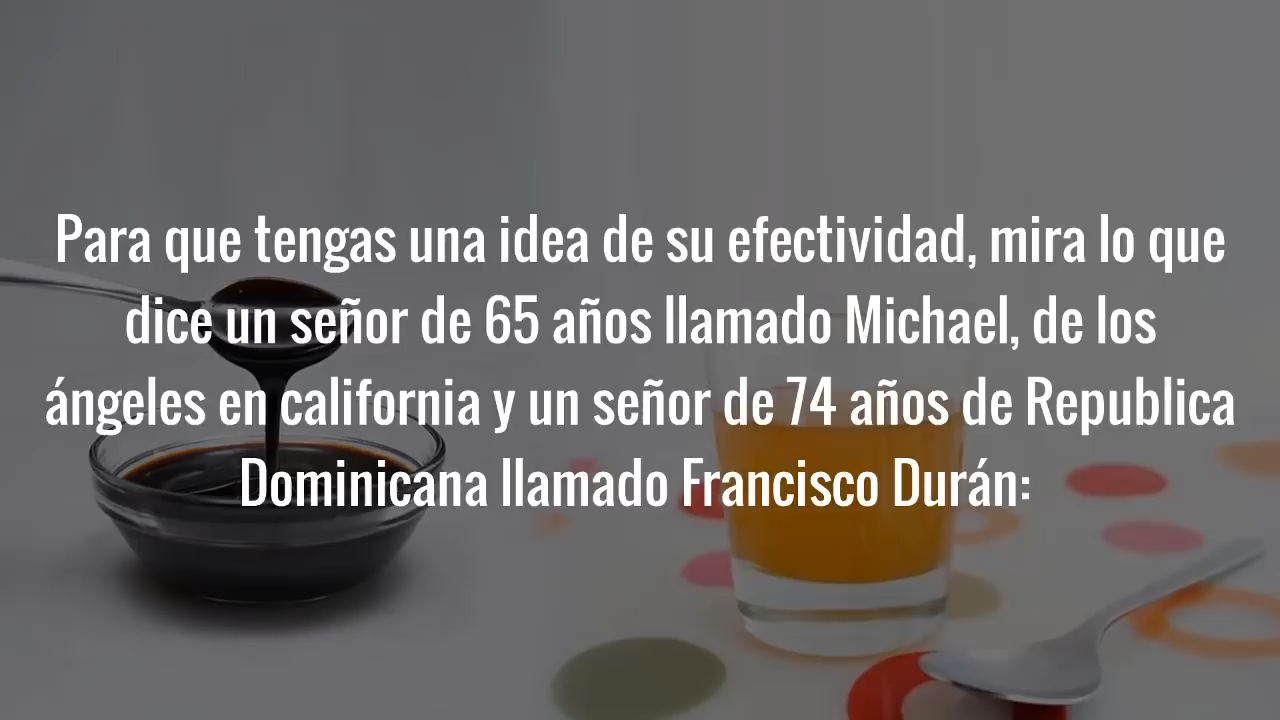 Para que tengas una idea de su efectividad, mira lo que
dice un señor de 65 años llamado Michael, de los
ángeles en california y un señor de 74 años de Republica
Dominicana llamado Francisco Durán: